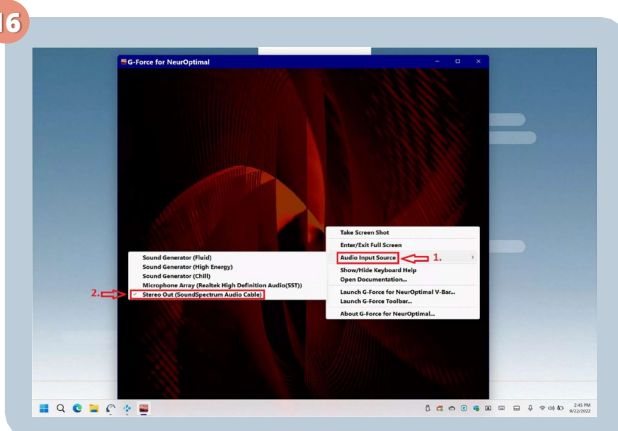 16
G-Force for NeurOptimal
Take Screen Shot
Enter/Exit Full Screen
Audio Input Source
1.
Show/Hide Keyboard Help
Open Documentation...
Launch G-Force for NeurOptimal V-Bar...
Launch G-Force Toolbar...
About G-Force for NeurOptimal...
Sound Generator (Fluid)
Sound Generator (High Energy)
Sound Generator (Chill)
Microphone Array (Realtek High Definition Audio(SST))
2.
Stereo Out (SoundSpectrum Audio Cable)
2:45 PM
9/22/2022